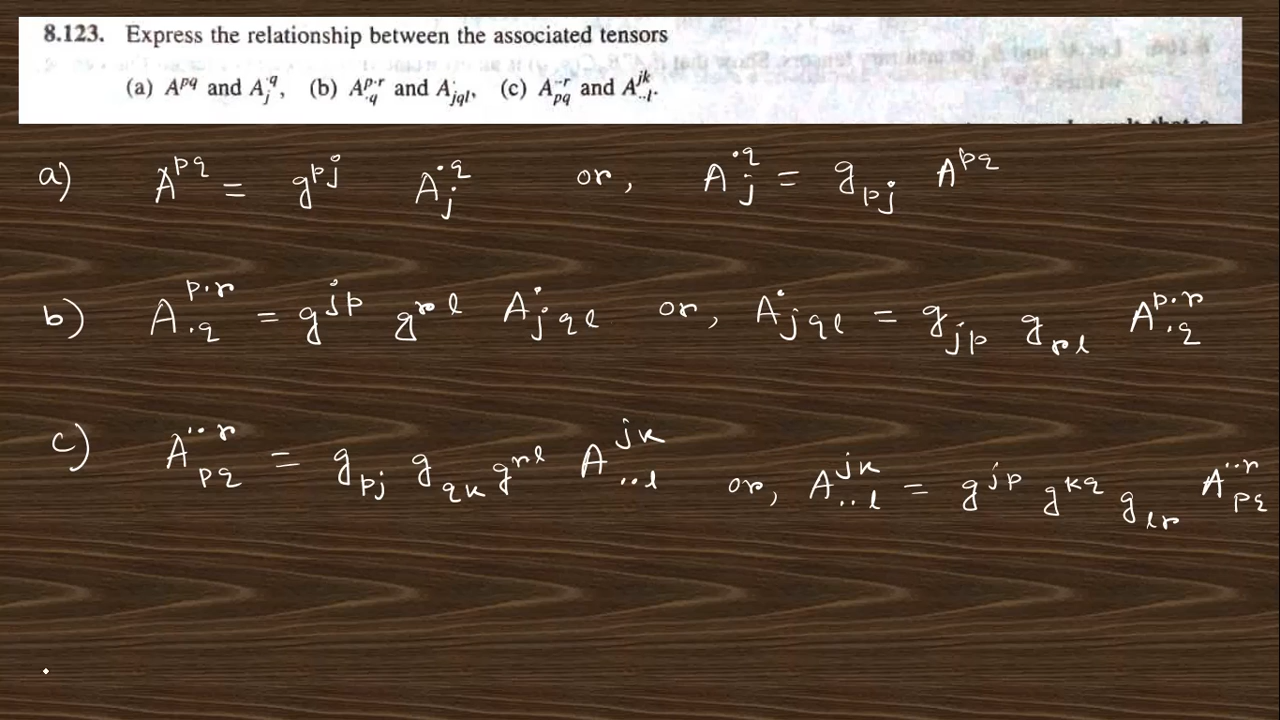 8.123. Express the relationship between the associated tensors
(a) A^{pq} and A_j^{.q}, (b) A^{p.r}_{.q} and A_{jql}, (c) A^{..r}_{pq} and A^{jk}_{..l}.
a) A^{pq} = g^{pj} A_j^{.q} or, A_j^{.q} = g_{pj} A^{pq}
b) A^{p.r}_{.q} = g^{jp} g^{rl} A^{.}_{jql} or, A^{.}_{jql} = g_{jp} g_{rl} A^{p.r}_{.q}
c) A^{..r}_{pq} = g_{pj} g_{qk} g^{rl} A^{jk}_{..l} or, A^{jk}_{..l} = g^{jp} g^{kq} g_{lr} A^{..r}_{pq}